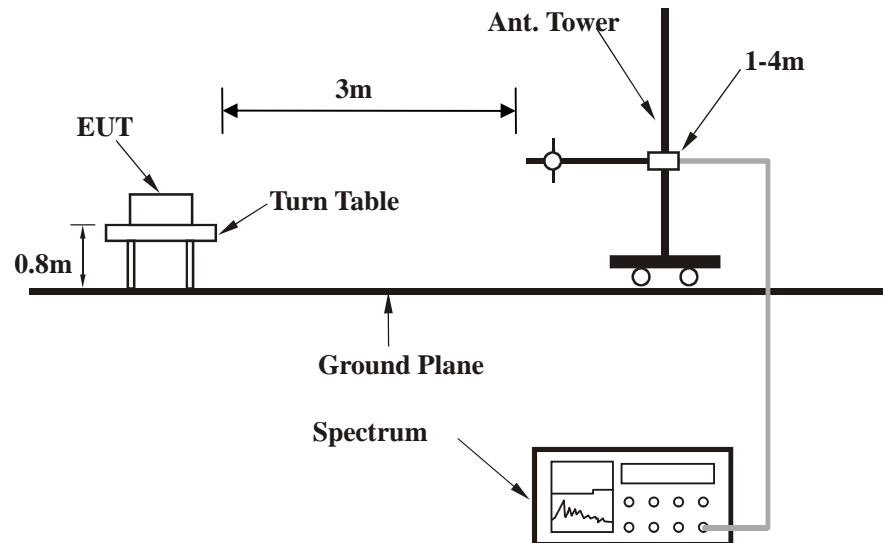 Ant. Tower
1-4m
3m
EUT
Turn Table
0.8m
Ground Plane
Spectrum